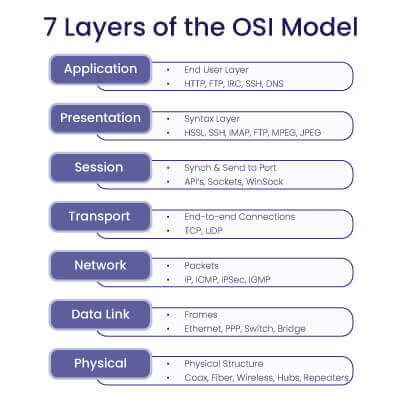 7 Layers of the OSI Model
Application
• End User Layer
• HTTP, FTP, IRC, SSH, DNS
Presentation
• Syntax Layer
• HSSL, SSH, IMAP, FTP, MPEG, JPEG
Session
• Synch & Send to Port
• API's, Sockets, WinSock
Transport
• End-to-end Connections
• TCP, UDP
Network
• Packets
• IP, ICMP, IPSec, IGMP
Data Link
• Frames
• Ethernet, PPP, Switch, Bridge
Physical
• Physical Structure
• Coax, Fiber, Wireless, Hubs, Repeaters